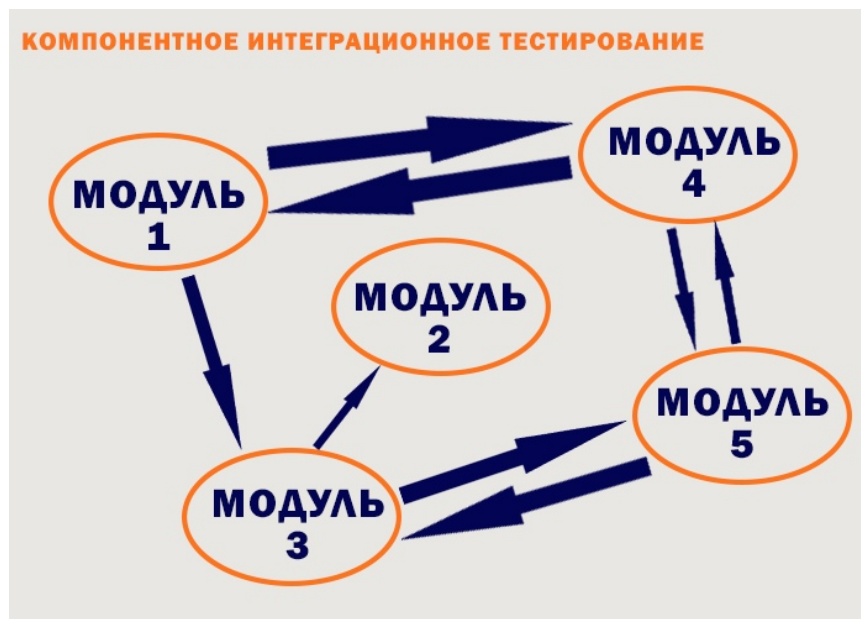 КОМПОНЕНТНОЕ ИНТЕГРАЦИОННОЕ ТЕСТИРОВАНИЕ
МОДУЛЬ
1
МОДУЛЬ
4
МОДУЛЬ
2
МОДУЛЬ
5
МОДУЛЬ
3